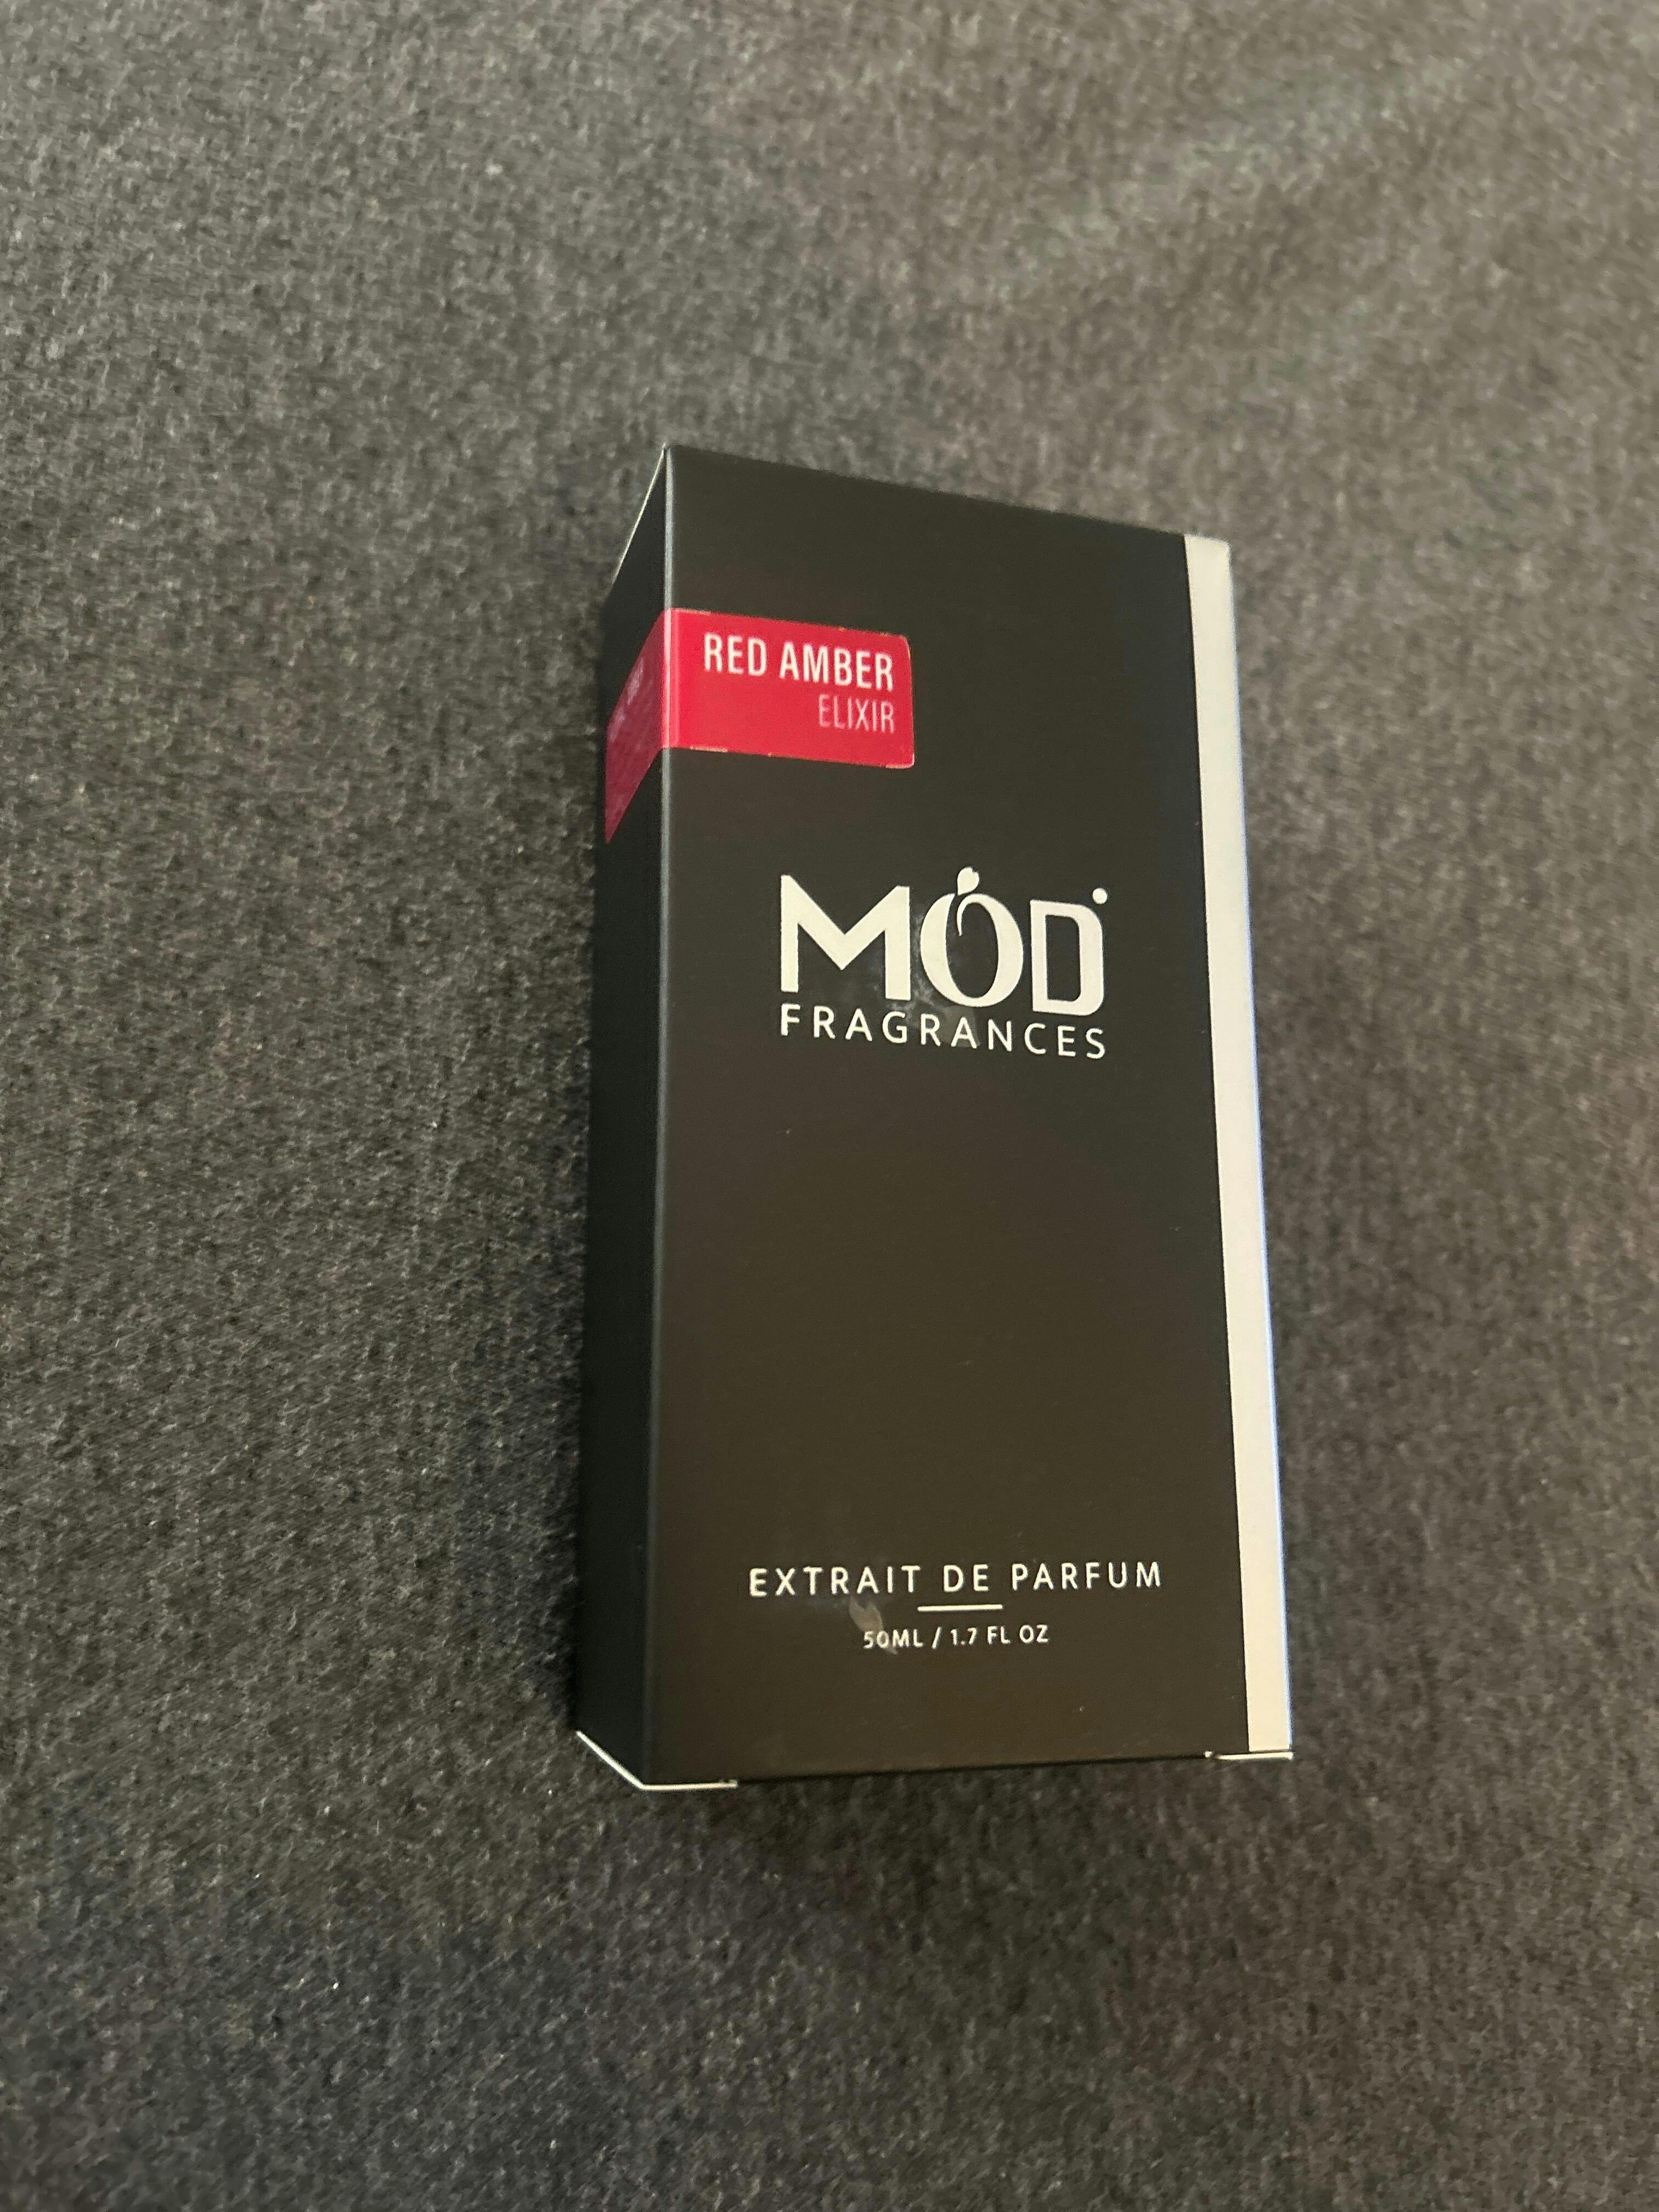 RED AMBER
ELIXIR
MOD
FRAGRANCES
EXTRAIT DE PARFUM
50ML / 1.7 FL OZ